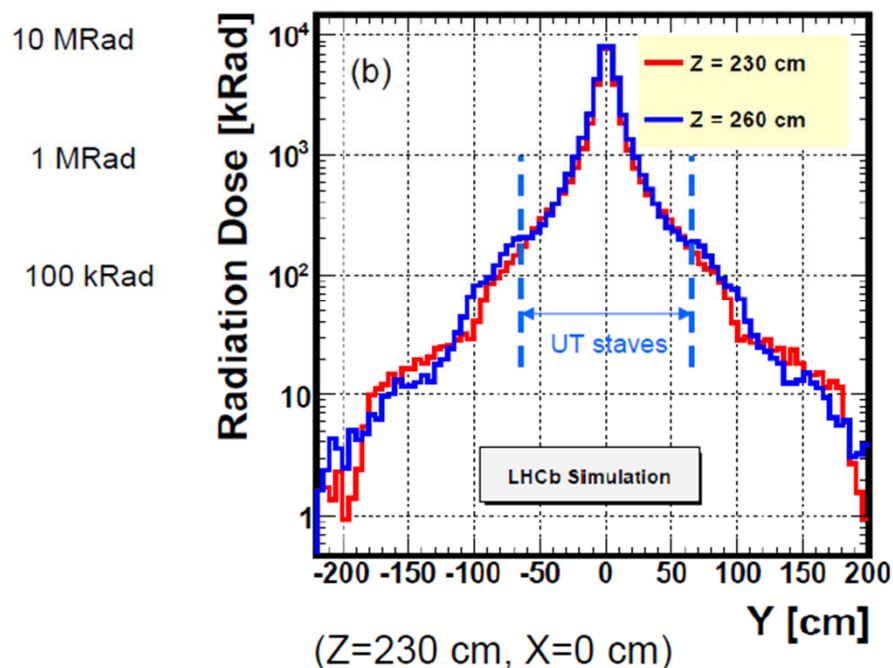 10 MRad
1 MRad
100 kRad
Radiation Dose [kRad]
10⁴
10³
10²
10
1
(b)
Z = 230 cm
Z = 260 cm
UT staves
LHCb Simulation
-200 -150 -100 -50 0 50 100 150 200
Y [cm]
(Z=230 cm, X=0 cm)